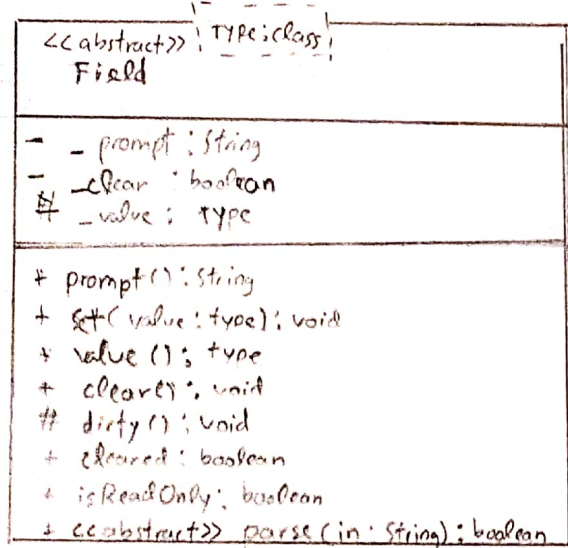 <<abstract>> TYPE:class
Field
- _prompt : String
- _clear : boolean
# _value : type
+ prompt() : String
+ set( value : type) : void
+ value () : type
+ clear() : void
# dirty() : void
+ cleared : boolean
+ isReadOnly : boolean
+ <<abstract>> parse(in : String) : boolean